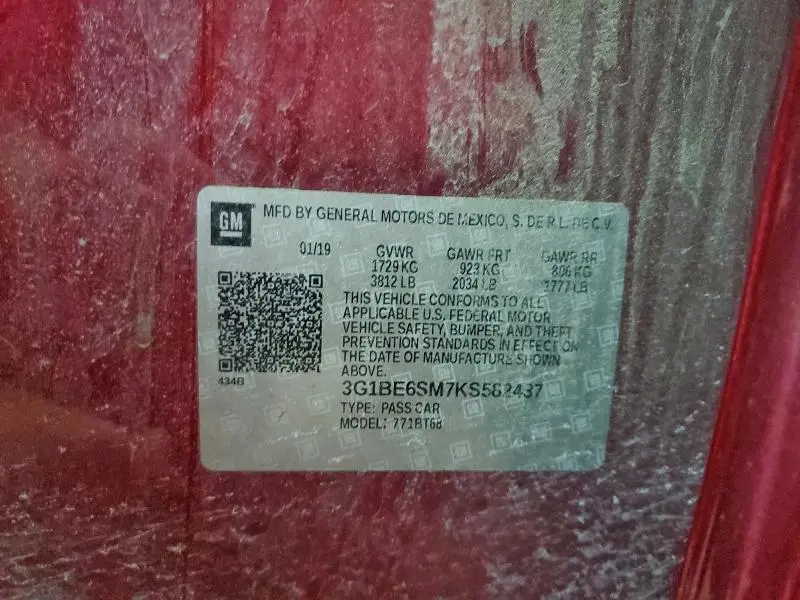 GM
MFD BY GENERAL MOTORS DE MEXICO, S. DE R.L. DE C.V.
01/19 GVWR GAWR FRT GAWR RR
1729 KG 923 KG 806 KG
3812 LB 2034 LB 1777 LB
THIS VEHICLE CONFORMS TO ALL
APPLICABLE U.S. FEDERAL MOTOR
VEHICLE SAFETY, BUMPER, AND THEFT
PREVENTION STANDARDS IN EFFECT ON
THE DATE OF MANUFACTURE SHOWN
ABOVE.
434B
3G1BE6SM7KS582437
TYPE: PASS CAR
MODEL: 771BT68